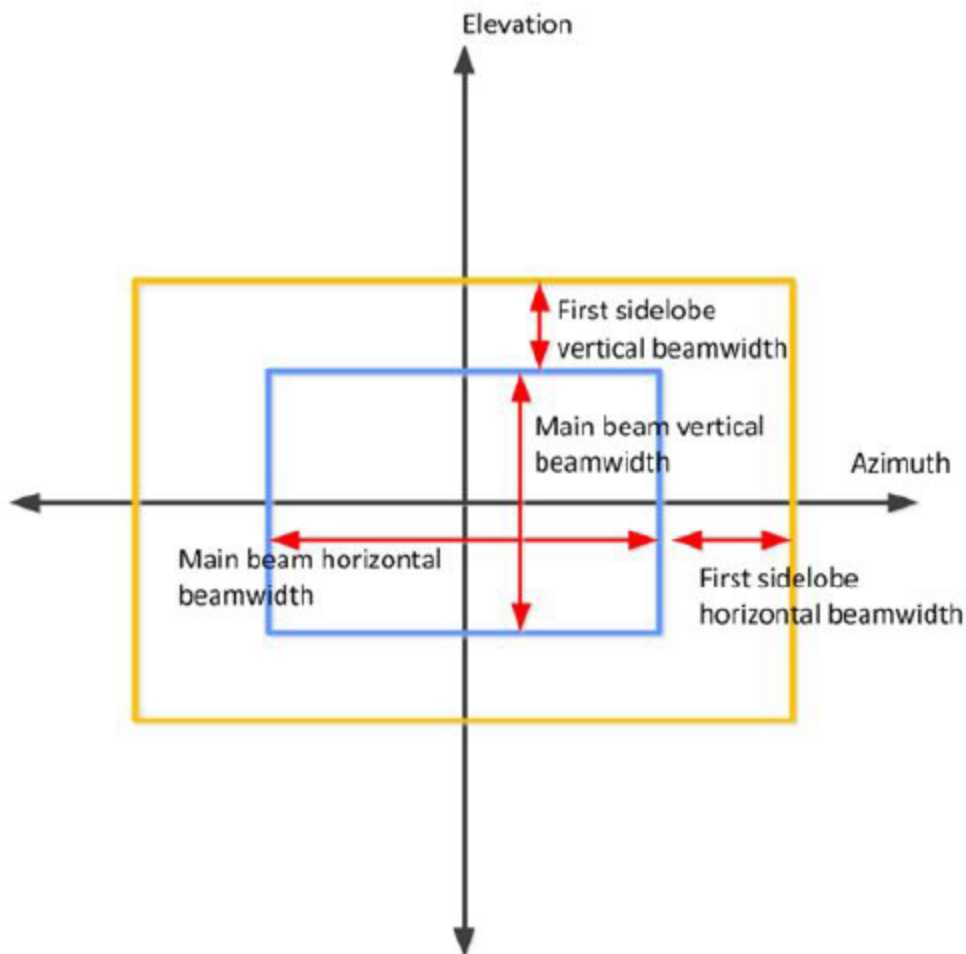 Elevation
First sidelobe
vertical beamwidth
Main beam vertical
beamwidth
Azimuth
Main beam horizontal
beamwidth
First sidelobe
horizontal beamwidth